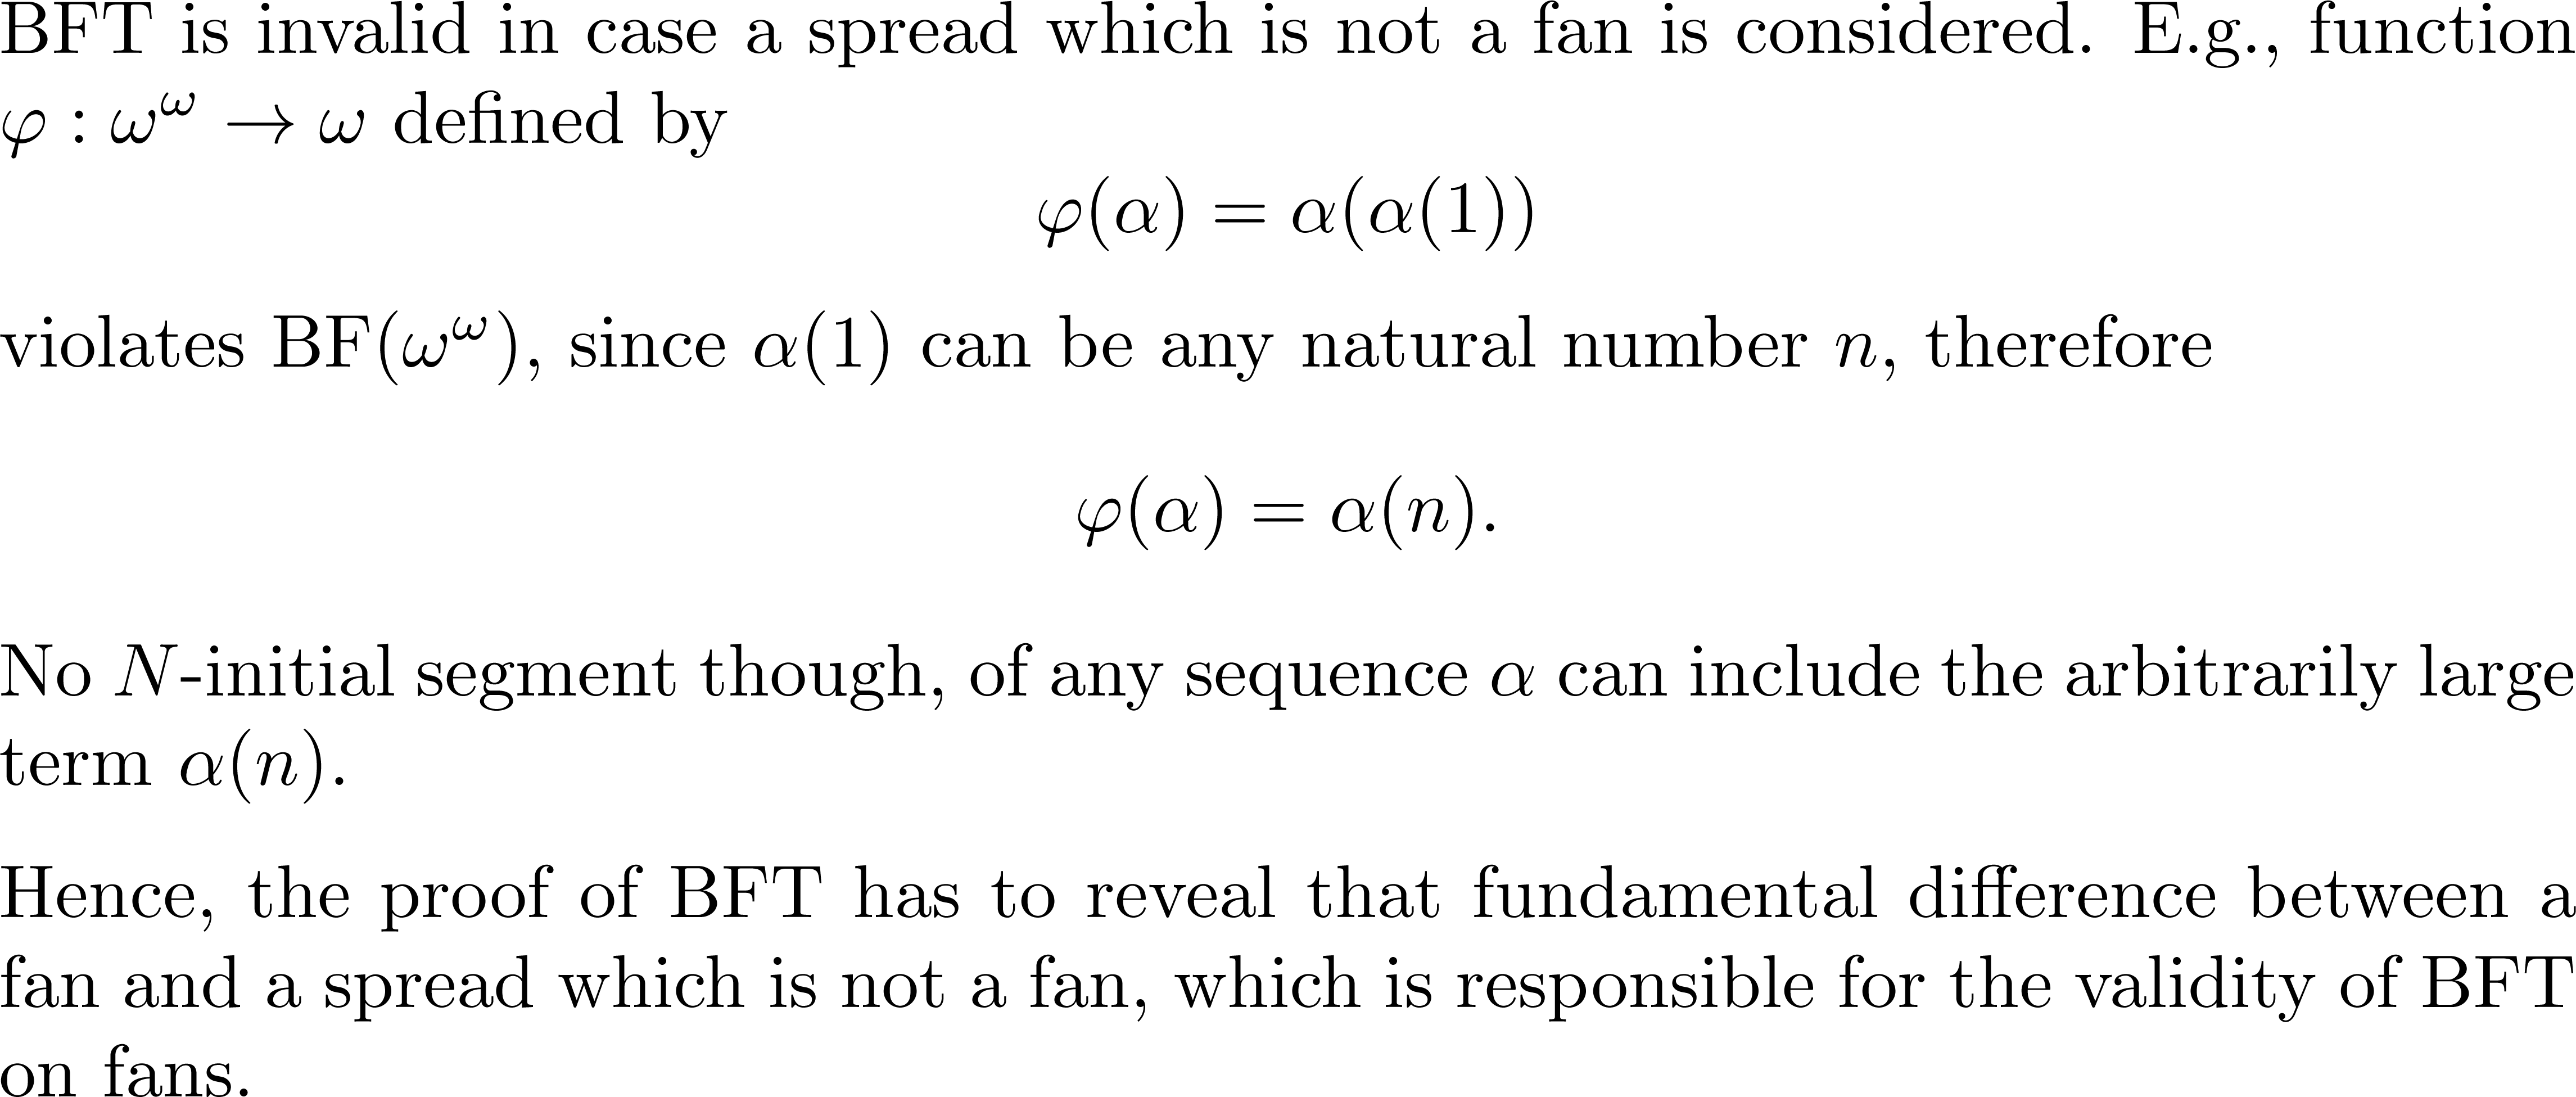 BFT is invalid in case a spread which is not a fan is considered. E.g., function
φ : ω^ω → ω defined by
φ(α) = α(α(1))
violates BF(ω^ω), since α(1) can be any natural number n, therefore
φ(α) = α(n).
No N-initial segment though, of any sequence α can include the arbitrarily large
term α(n).
Hence, the proof of BFT has to reveal that fundamental difference between a
fan and a spread which is not a fan, which is responsible for the validity of BFT
on fans.